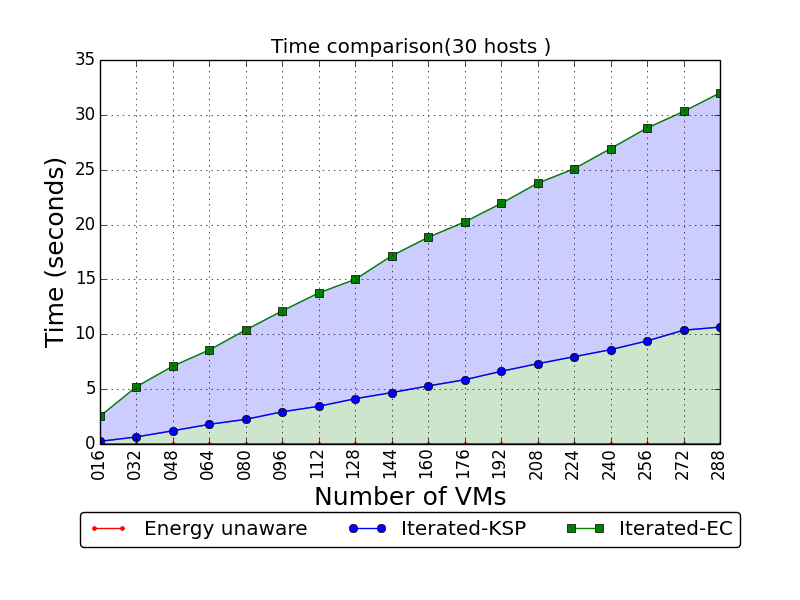 Time comparison(30 hosts )
35
30
25
20
15
10
5
0
Time (seconds)
016 032 048 064 080 096 112 128 144 160 176 192 208 224 240 256 272 288
Number of VMs
Energy unaware Iterated-KSP Iterated-EC